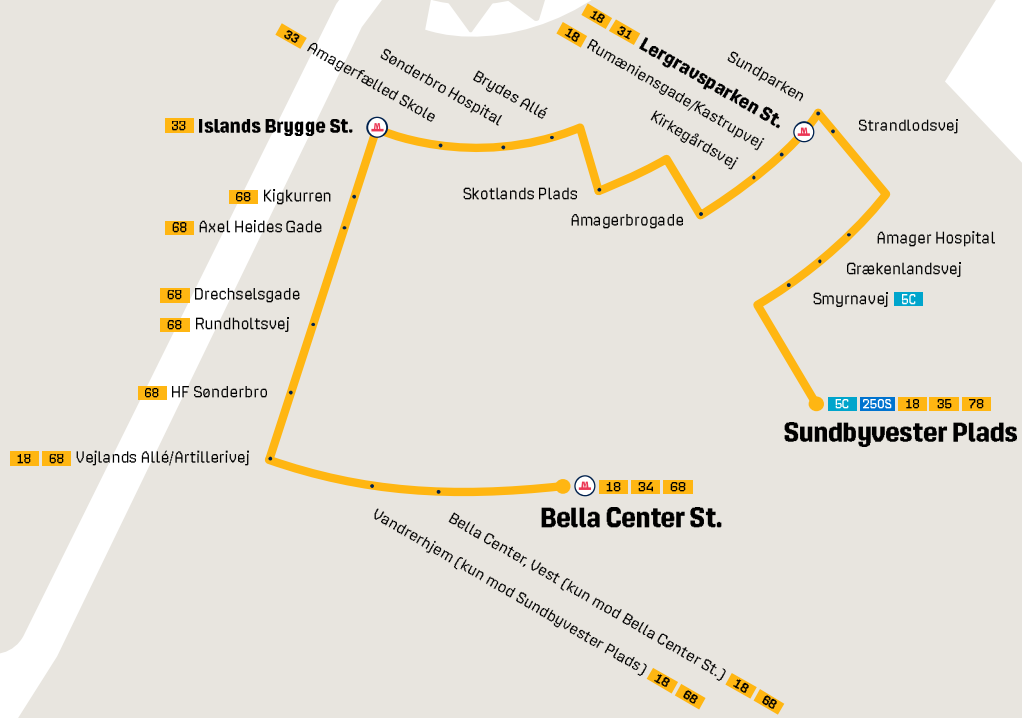 33 Amagerfælled Skole
Sønderbro Hospital
Brydes Allé
18 31 Lergravsparken St.
18 Rumæniensgade/Kastrupvej
Kirkegårdsvej
Sundparken
33 Islands Brygge St.
Strandlodsvej
68 Kigkurren
Skotlands Plads
Amagerbrogade
68 Axel Heides Gade
Amager Hospital
Grækenlandsvej
68 Drechselsgade
Smyrnavej 5C
68 Rundholtsvej
68 HF Sønderbro
5C 250S 18 35 78
Sundbyvester Plads
18 68 Vejlands Allé/Artillerivej
18 34 68
Bella Center St.
Bella Center, Vest (kun mod Bella Center St.) 18 68
Vandrerhjem (kun mod Sundbyvester Plads) 18 68